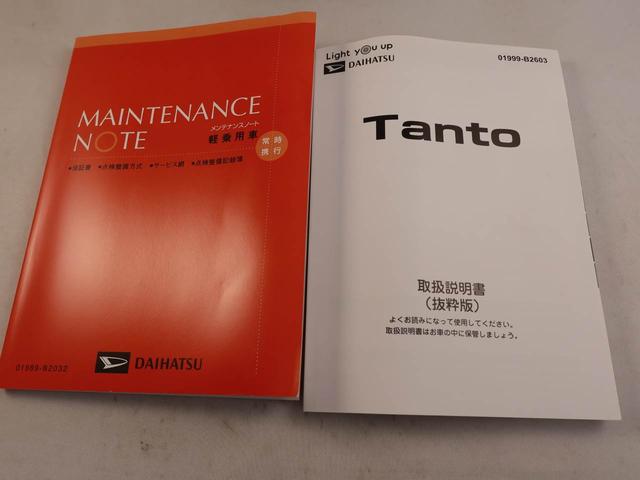 MAINTENANCE
NOTE
メンテナンスノート
軽乗用車
常時
携行
●保証書 ●点検整備方式 ●サービス網 ●点検整備記録簿
01999-B2032
DAIHATSU
Light you up
DAIHATSU
01999-B2603
Tanto
取扱説明書
（抜粋版）
よくお読みになって使用してください。
取扱説明書はお車の中に保管しましょう。